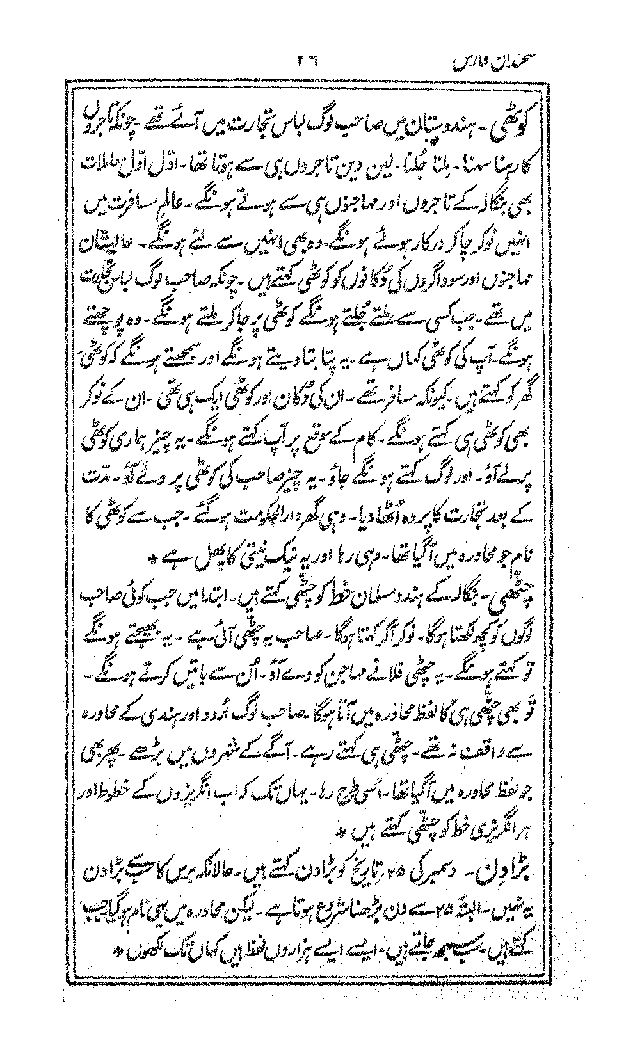 سخندان فارس ۲۶
کوٹھی - ہندوستان میں صاحب لوگ لباس تجارت میں آئے تھے - چونکہ تاجروں
کا رہنا سہنا - ملنا جلنا - لین دین تاجروں ہی سے ہوتا تھا - اول اول حالات
بھی بنگالہ کے تاجروں اور مہاجنوں ہی سے ہوتے ہونگے - عالم مسافرت میں
انہیں نوکر چاکر درکار ہوئے ہونگے - وہ بھی انہیں سے لئے ہونگے - عالیشان
مہاجنوں اور سوداگروں کی دُکانوں کو کوٹھی کہتے ہیں - چونکہ صاحب لوگ لباس تجارت
میں تھے - جب کسی سے ملتے جُلتے ہونگے کوٹھی پر جا کر ملتے ہونگے - وہ پوچھتے
ہونگے - آپ کی کوٹھی کہاں ہے - یہ پتا بتا دیتے ہونگے اور سمجھتے ہونگے کہ کوٹھی
گھر کو کہتے ہیں - کیونکہ مسافر تھے - ان کی دُکان اور کوٹھی ایک ہی تھی - ان کے نوکر
بھی کوٹھی ہی کہتے ہونگے - کام کے موقع پر آپ کہتے ہونگے - یہ چیز ہماری کوٹھی
پر لے آؤ - اور لوگ کہتے ہونگے جاؤ - یہ چیز صاحب کی کوٹھی پر دے آؤ - مدت
کے بعد تجارت کا پردہ اُٹھا دیا - وہی گھر دارالحکومت ہوگئے - جب سے کوٹھی کا
نام جو محاورہ میں آگیا تھا - وہی رہا اور یہ نیک نیتی کا پھل ہے *
چٹھی - بنگالہ کے ہندو مسلمان خط کو چٹھی کہتے ہیں - ابتدا میں جب کوئی صاحب
لوگوں کو کچھ لکھتا ہوگا - نوکر آکر کہتا ہوگا - صاحب یہ چٹھی آئی ہے - یہ بھیجتے ہونگے
تو کہتے ہونگے - یہ چٹھی فلانے مہاجن کو دے آؤ - اُن سے باتیں کرتے ہونگے -
تو بھی چٹھی ہی کا لفظ محاورہ میں آتا ہوگا - صاحب لوگ اُردو اور ہندی کے محاورہ
سے واقف نہ تھے - چٹھی ہی کہتے رہے - آگے کے شہروں میں بڑھے - پھر بھی
جو لفظ محاورہ میں آگیا تھا - اسی طرح رہا - یہاں تک کہ اب انگریزوں کے خطوط اور
ہر انگریزی خط کو چٹھی کہتے ہیں *
بڑا دن - دسمبر کی ۲۵ تاریخ کو بڑا دن کہتے ہیں - حالانکہ برس کا سب سے بڑا دن
یہ نہیں - البتہ ۲۵ سے دن بڑھنا شروع ہوتا ہے - لیکن محاورہ میں یہی نام ہوگیا جب
کہتے ہیں - سب سمجھ جاتے ہیں - ایسے ایسے ہزاروں لفظ ہیں کہاں تک لکھوں *